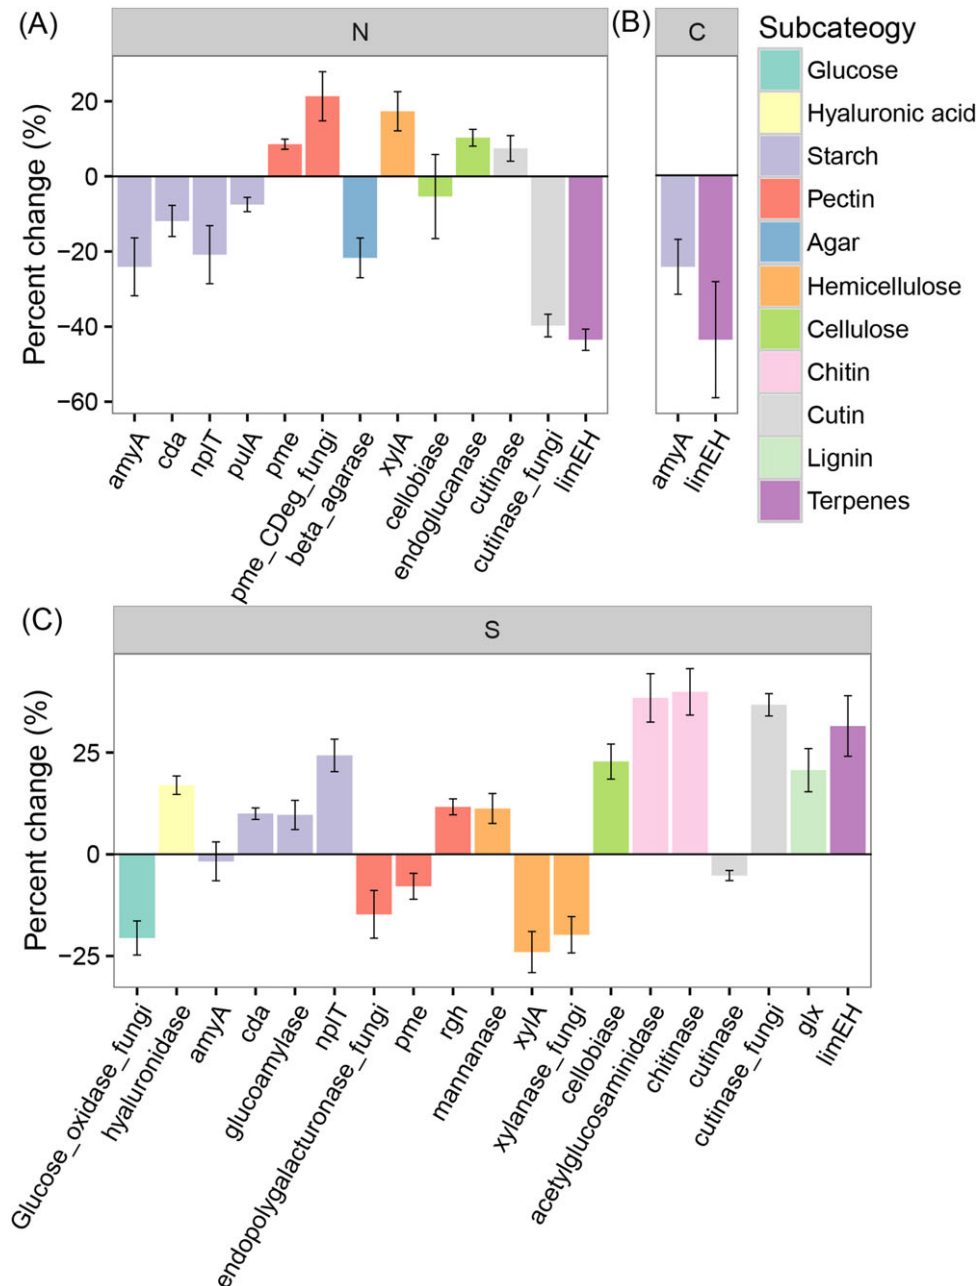 (A)
N
Percent change (%)
20
0
−20
−40
−60
amyA
cda
nplT
pulA
pme
pme_CDeg_fungi
beta_agarase
xylA
cellobiase
endoglucanase
cutinase
cutinase_fungi
limEH
(B)
C
amyA
limEH
Subcateogy
Glucose
Hyaluronic acid
Starch
Pectin
Agar
Hemicellulose
Cellulose
Chitin
Cutin
Lignin
Terpenes
(C)
S
Percent change (%)
25
0
−25
Glucose_oxidase_fungi
hyaluronidase
amyA
cda
glucoamylase
nplT
endopolygalacturonase_fungi
pme
rgh
mannanase
xylA
xylanase_fungi
cellobiase
acetylglucosaminidase
chitinase
cutinase
cutinase_fungi
glx
limEH